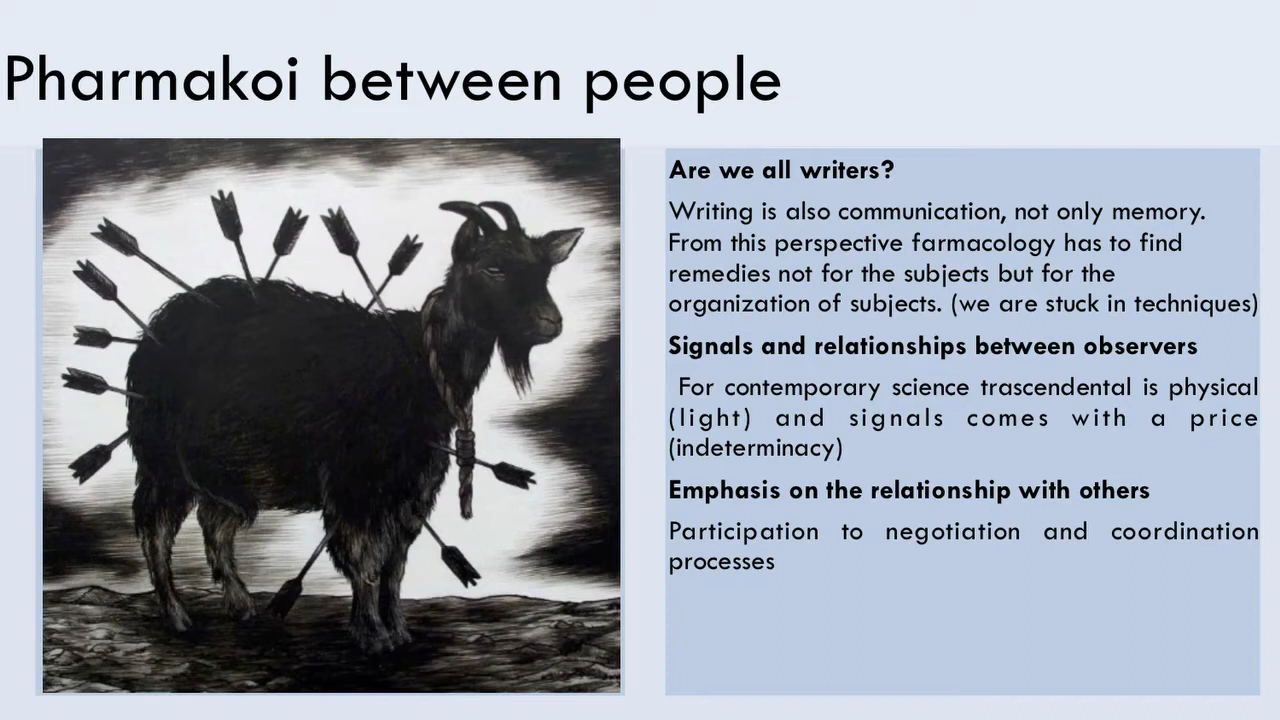 Pharmakoi between people
Are we all writers?
Writing is also communication, not only memory.
From this perspective farmacology has to find
remedies not for the subjects but for the
organization of subjects. (we are stuck in techniques)
Signals and relationships between observers
For contemporary science trascendental is physical
(light) and signals comes with a price
(indeterminacy)
Emphasis on the relationship with others
Participation to negotiation and coordination
processes